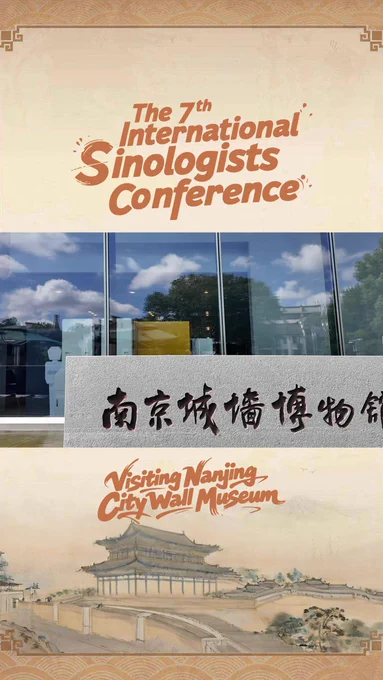 The 7th
International
Sinologists
Conference
南京城墙博物馆
Visiting Nanjing
City Wall Museum